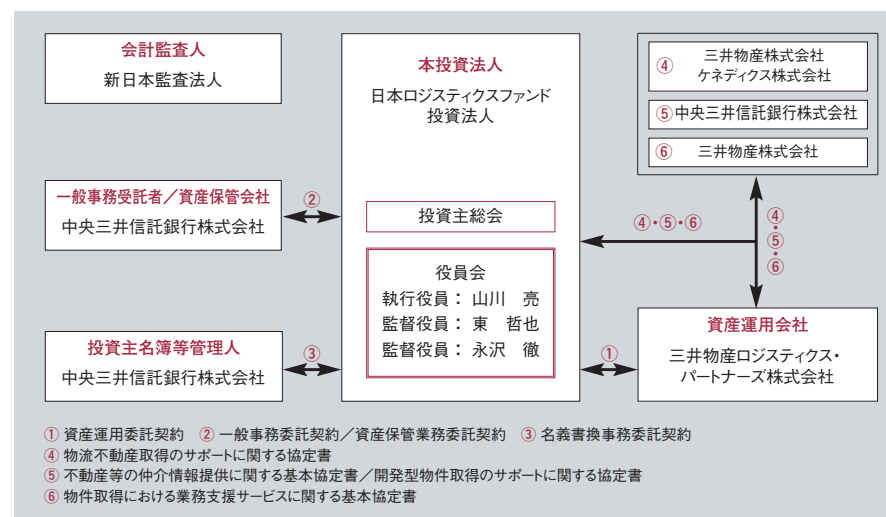 会計監査人
新日本監査法人
一般事務受託者／資産保管会社
中央三井信託銀行株式会社
②
投資主名簿等管理人
中央三井信託銀行株式会社
③
本投資法人
日本ロジスティクスファンド
投資法人
投資主総会
役員会
執行役員： 山川　亮
監督役員： 東　哲也
監督役員： 永沢　徹
④ 三井物産株式会社
ケネディクス株式会社
⑤中央三井信託銀行株式会社
⑥ 三井物産株式会社
④・⑤・⑥
④・⑤・⑥
①
資産運用会社
三井物産ロジスティクス・
パートナーズ株式会社
① 資産運用委託契約　② 一般事務委託契約／資産保管業務委託契約　③ 名義書換事務委託契約
④ 物流不動産取得のサポートに関する協定書
⑤ 不動産等の仲介情報提供に関する基本協定書／開発型物件取得のサポートに関する協定書
⑥ 物件取得における業務支援サービスに関する基本協定書